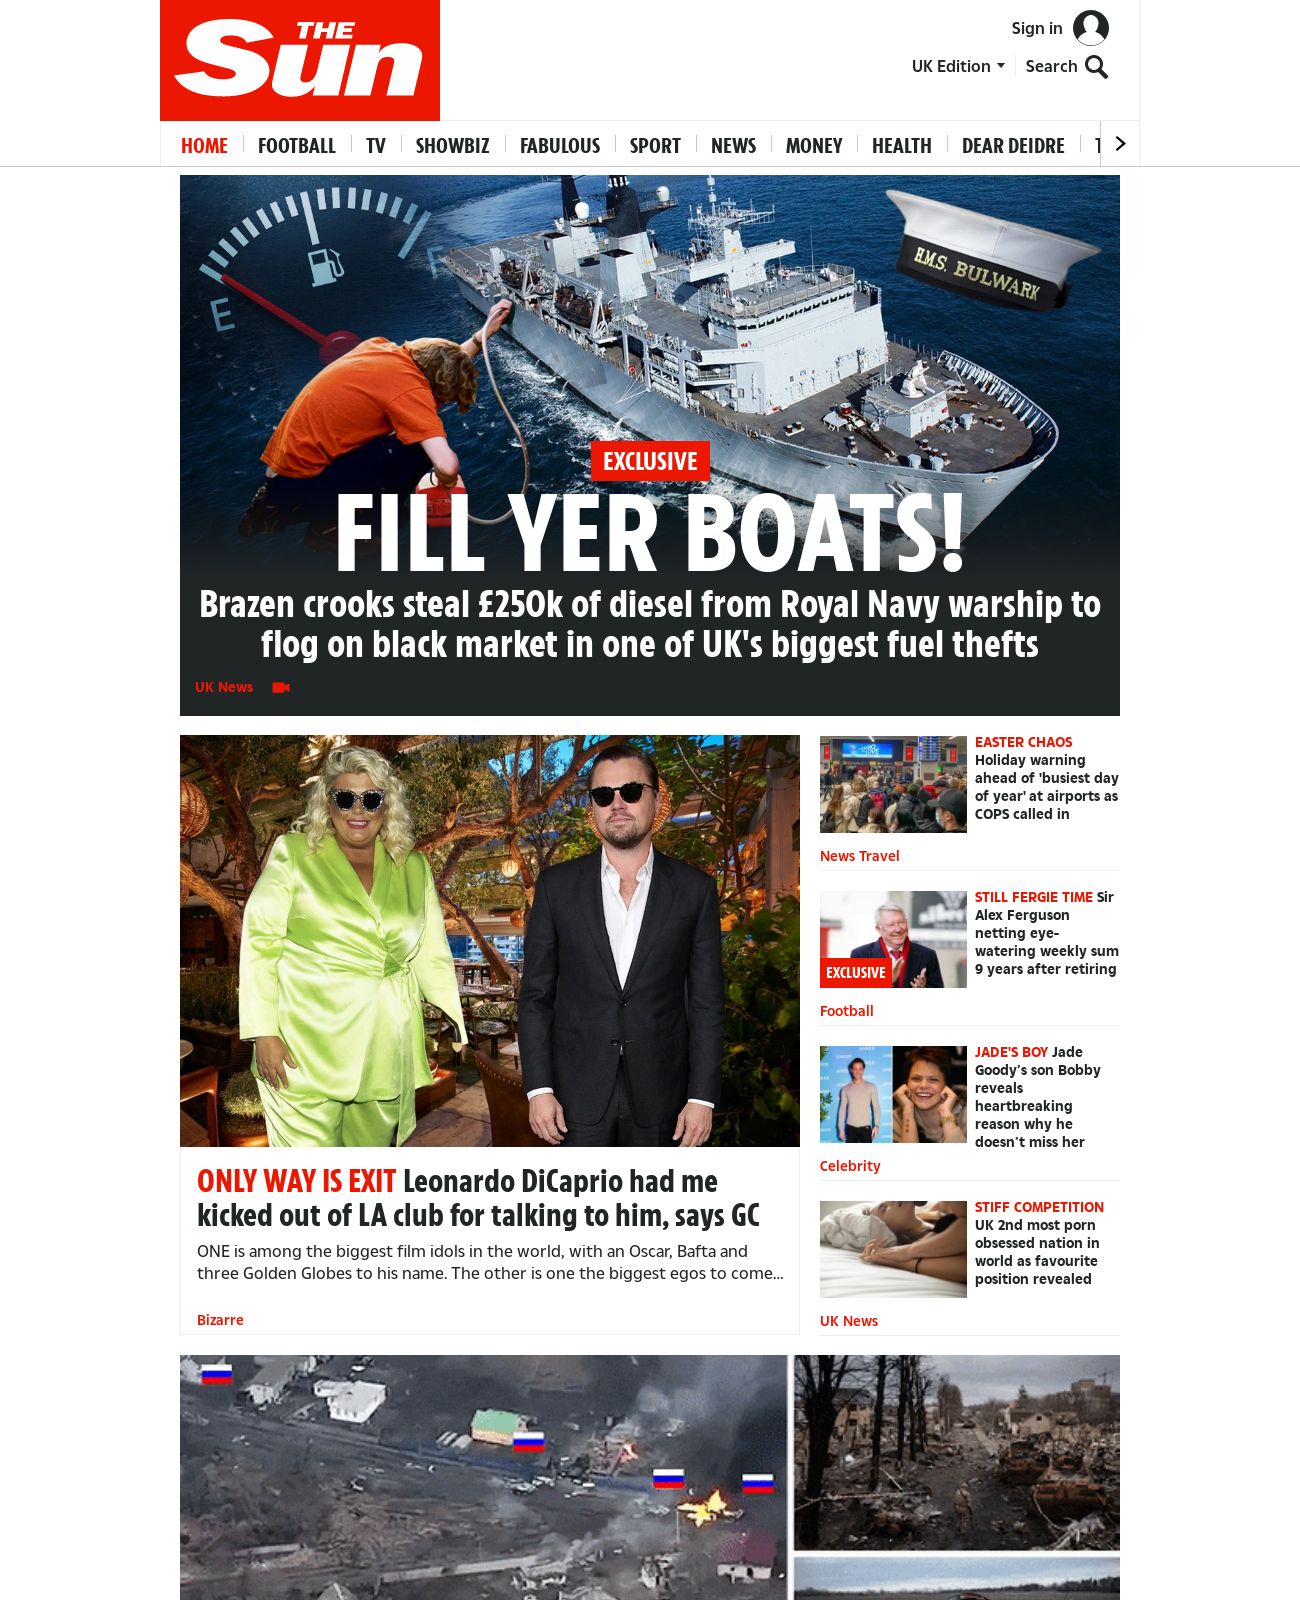 THE
Sun
Sign in
UK Edition
Search
HOME
FOOTBALL
TV
SHOWBIZ
FABULOUS
SPORT
NEWS
MONEY
HEALTH
DEAR DEIDRE
E
F
H.M.S. BULWARK
EXCLUSIVE
FILL YER BOATS!
Brazen crooks steal £250k of diesel from Royal Navy warship to
flog on black market in one of UK's biggest fuel thefts
UK News
ONLY WAY IS EXIT Leonardo DiCaprio had me
kicked out of LA club for talking to him, says GC
ONE is among the biggest film idols in the world, with an Oscar, Bafta and
three Golden Globes to his name. The other is one the biggest egos to come...
Bizarre
EASTER CHAOS
Holiday warning
ahead of 'busiest day
of year' at airports as
COPS called in
News Travel
STILL FERGIE TIME Sir
Alex Ferguson
netting eye-
watering weekly sum
9 years after retiring
EXCLUSIVE
Football
JADE'S BOY Jade
Goody’s son Bobby
reveals
heartbreaking
reason why he
doesn’t miss her
Celebrity
STIFF COMPETITION
UK 2nd most porn
obsessed nation in
world as favourite
position revealed
UK News